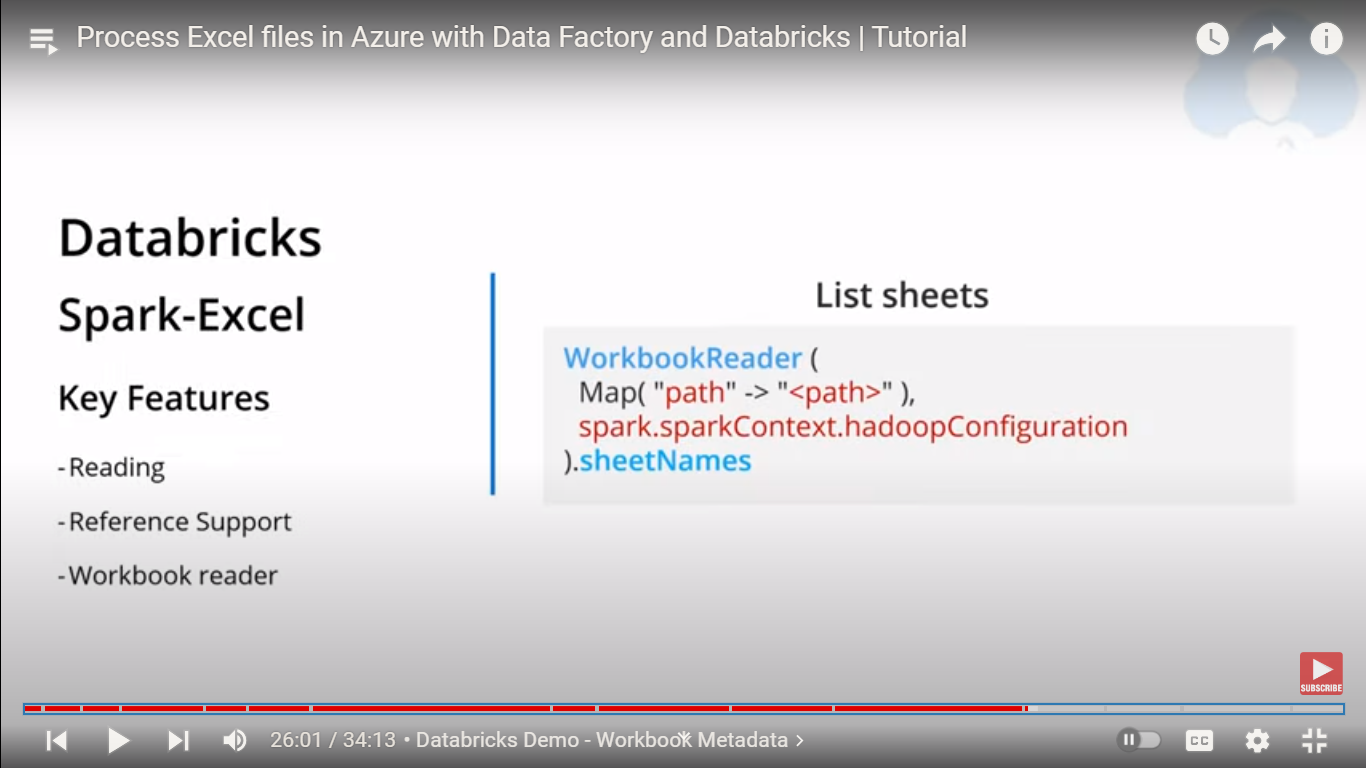 Process Excel files in Azure with Data Factory and Databricks | Tutorial
Databricks
Spark-Excel
Key Features
- Reading
- Reference Support
- Workbook reader
List sheets
WorkbookReader (
Map( "path" -> "<path>" ),
spark.sparkContext.hadoopConfiguration
).sheetNames
SUBSCRIBE
26:01 / 34:13 • Databricks Demo - Workbook Metadata >
CC